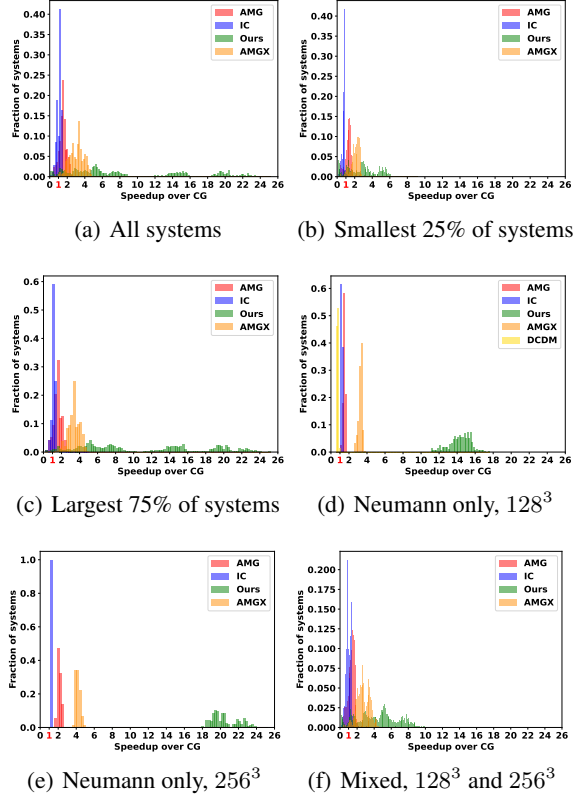 0.40
0.35
0.30
0.25
0.20
0.15
0.10
0.05
0.00
Fraction of systems
0 1 2 4 6 8 10 12 14 16 18 20 22 24 26
Speedup over CG
AMG
IC
Ours
AMGX
(a) All systems
0.40
0.35
0.30
0.25
0.20
0.15
0.10
0.05
0.00
Fraction of systems
0 1 2 4 6 8 10 12 14 16 18 20 22 24 26
Speedup over CG
AMG
IC
Ours
AMGX
(b) Smallest 25% of systems
0.6
0.5
0.4
0.3
0.2
0.1
0.0
Fraction of systems
0 1 2 4 6 8 10 12 14 16 18 20 22 24 26
Speedup over CG
AMG
IC
Ours
AMGX
(c) Largest 75% of systems
0.6
0.5
0.4
0.3
0.2
0.1
0.0
Fraction of systems
0 1 2 4 6 8 10 12 14 16 18 20 22 24 26
Speedup over CG
AMG
IC
Ours
AMGX
DCDM
(d) Neumann only, 128³
1.0
0.8
0.6
0.4
0.2
0.0
Fraction of systems
0 1 2 4 6 8 10 12 14 16 18 20 22 24 26
Speedup over CG
AMG
IC
Ours
AMGX
(e) Neumann only, 256³
0.200
0.175
0.150
0.125
0.100
0.075
0.050
0.025
0.000
Fraction of systems
0 1 2 4 6 8 10 12 14 16 18 20 22 24 26
Speedup over CG
AMG
IC
Ours
AMGX
(f) Mixed, 128³ and 256³